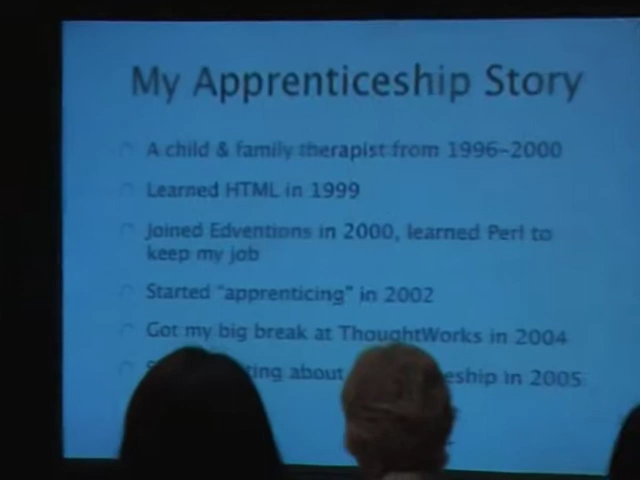 My Apprenticeship Story
A child & family therapist from 1996-2000
Learned HTML in 1999
Joined Edventions in 2000, learned Perl to
keep my job
Started "apprenticing" in 2002
Got my big break at ThoughtWorks in 2004
about in 2005